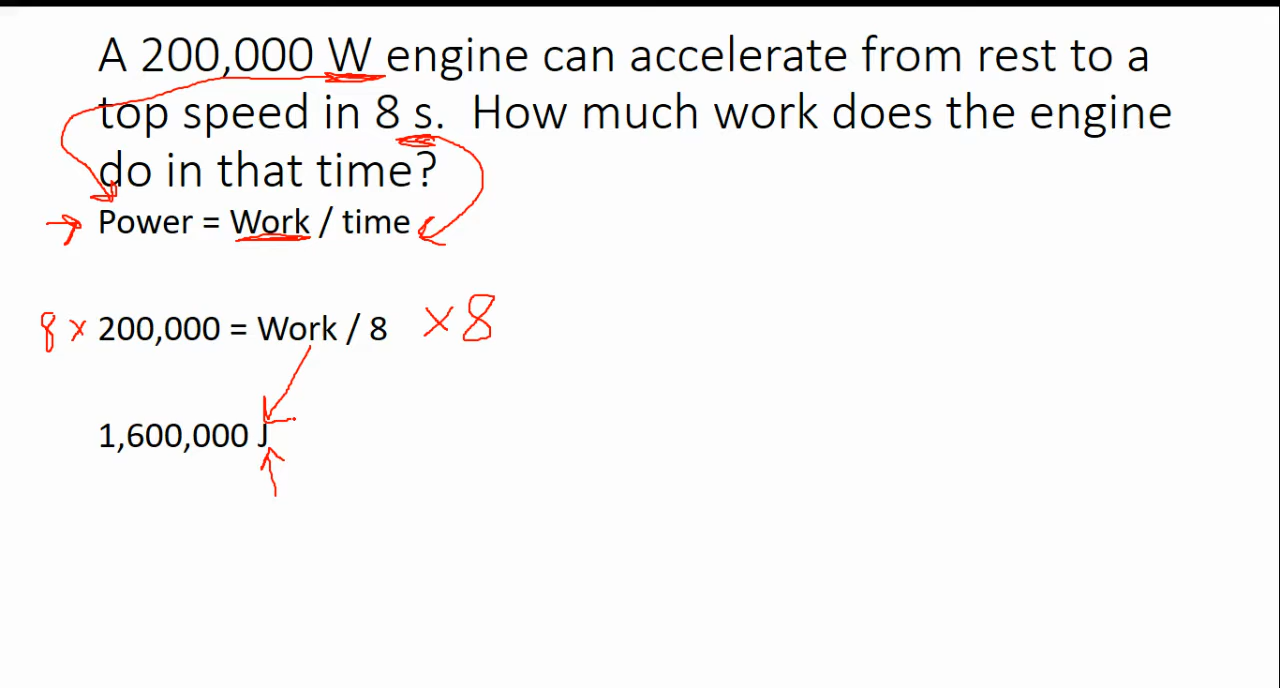 A 200,000 W engine can accelerate from rest to a
top speed in 8 s. How much work does the engine
do in that time?
Power = Work / time
8 × 200,000 = Work / 8 ×8
1,600,000 J